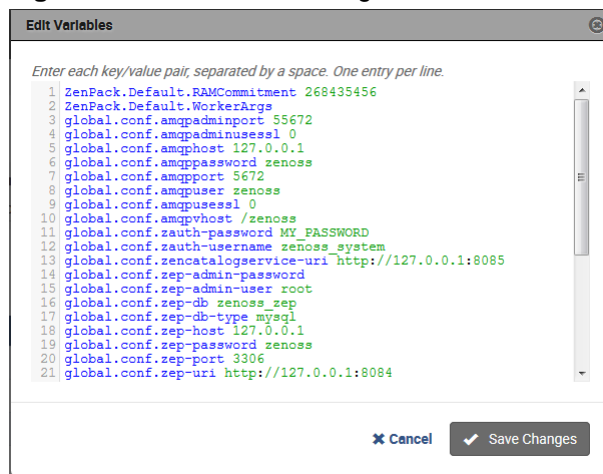 Edit Variables
Enter each key/value pair, separated by a space. One entry per line.
1 ZenPack.Default.RAMCommitment 268435456
2 ZenPack.Default.WorkerArgs
3 global.conf.amqpadminport 55672
4 global.conf.amqpadminusessl 0
5 global.conf.amqphost 127.0.0.1
6 global.conf.amqppassword zenoss
7 global.conf.amqpport 5672
8 global.conf.amqpuser zenoss
9 global.conf.amqpusessl 0
10 global.conf.amqpvhost /zenoss
11 global.conf.zauth-password MY_PASSWORD
12 global.conf.zauth-username zenoss_system
13 global.conf.zencatalogservice-uri http://127.0.0.1:8085
14 global.conf.zep-admin-password
15 global.conf.zep-admin-user root
16 global.conf.zep-db zenoss_zep
17 global.conf.zep-db-type mysql
18 global.conf.zep-host 127.0.0.1
19 global.conf.zep-password zenoss
20 global.conf.zep-port 3306
21 global.conf.zep-uri http://127.0.0.1:8084
Cancel
Save Changes